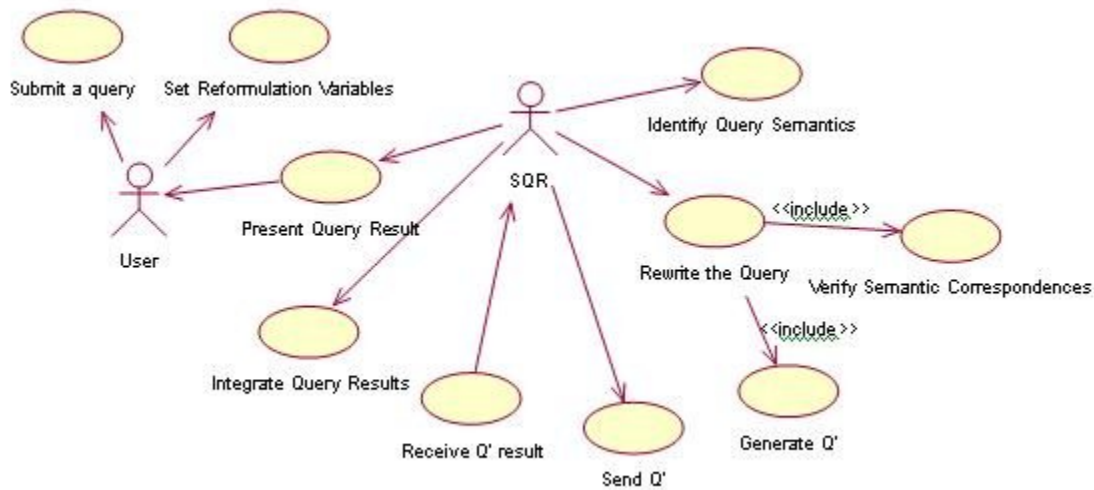 Submit a query
Set Reformulation Variables
Identify Query Semantics
SQR
Present Query Result
User
<<include>>
Rewrite the Query
Verify Semantic Correspondences
<<include>>
Integrate Query Results
Receive Q' result
Generate Q'
Send Q'